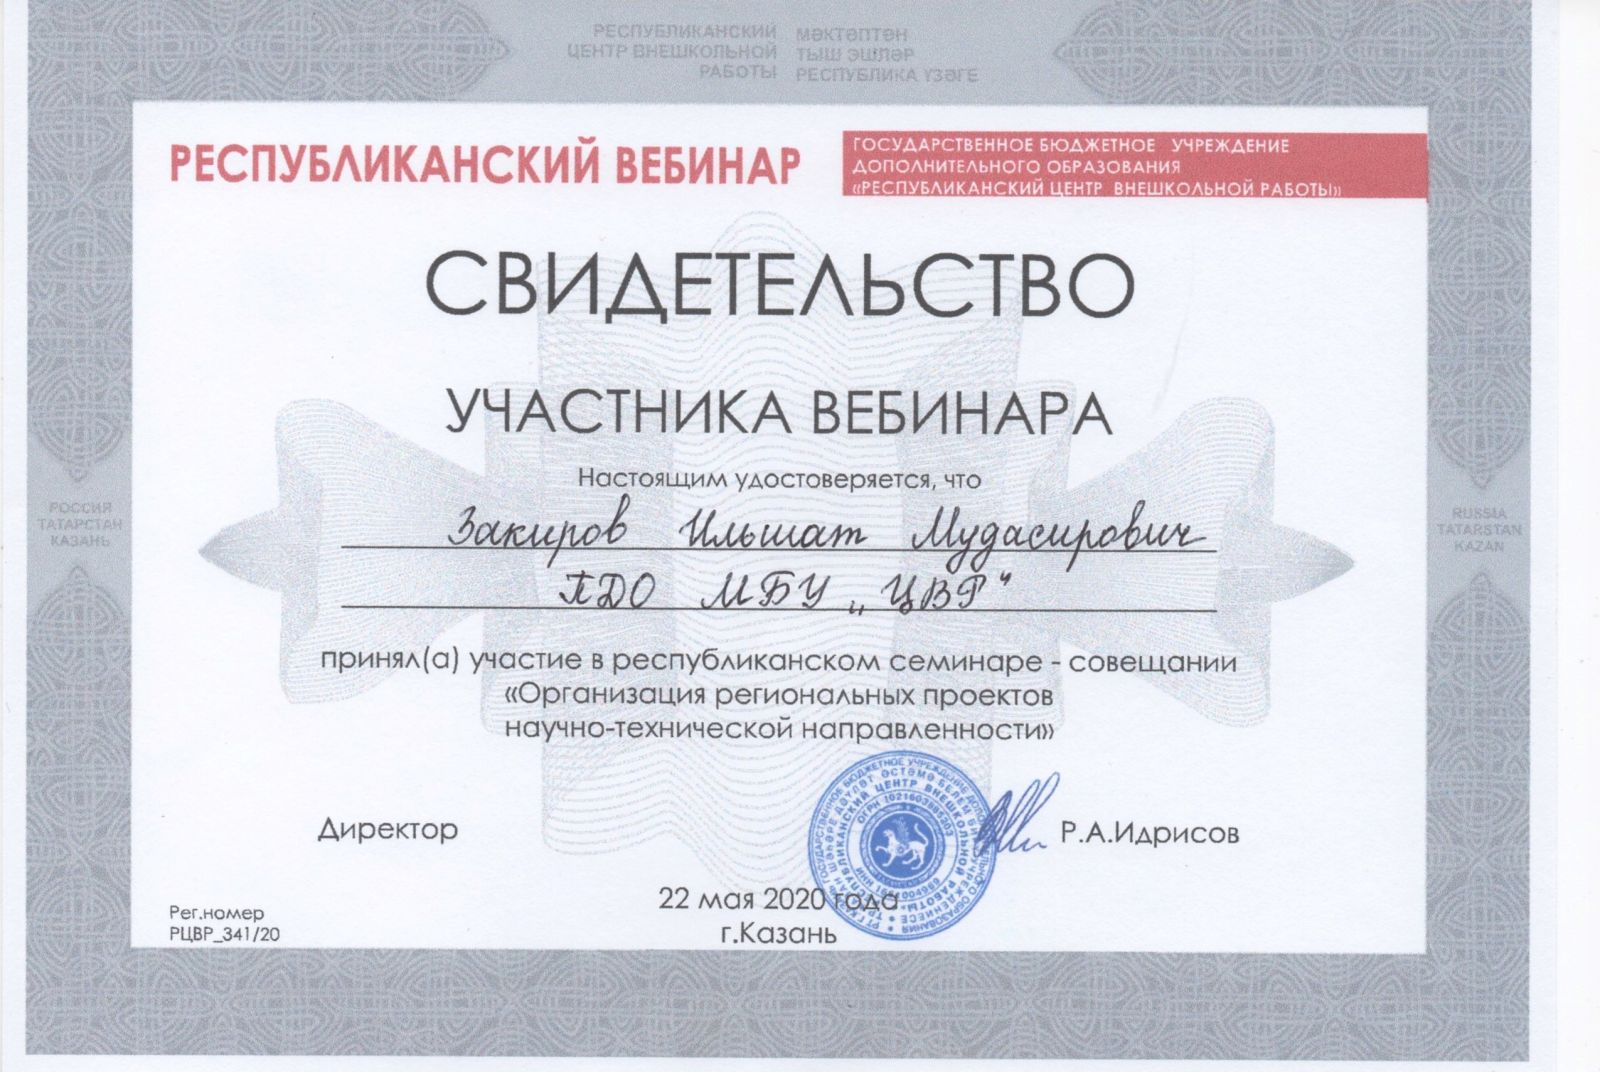 РЕСПУБЛИКАНСКИЙ
ЦЕНТР ВНЕШКОЛЬНОЙ
РАБОТЫ
МӘКТӘПТӘН
ТЫШ ЭШЛӘР
РЕСПУБЛИКА ҮЗӘГЕ
РЕСПУБЛИКАНСКИЙ ВЕБИНАР
ГОСУДАРСТВЕННОЕ БЮДЖЕТНОЕ УЧРЕЖДЕНИЕ
ДОПОЛНИТЕЛЬНОГО ОБРАЗОВАНИЯ
«РЕСПУБЛИКАНСКИЙ ЦЕНТР ВНЕШКОЛЬНОЙ РАБОТЫ»
СВИДЕТЕЛЬСТВО
УЧАСТНИКА ВЕБИНАРА
Настоящим удостоверяется, что
Закиров Ильшат Мудасирович
ПДО МБУ „ЦВР"
РОССИЯ
ТАТАРСТАН
КАЗАНЬ
RUSSIA
TATARSTAN
KAZAN
принял(а) участие в республиканском семинаре - совещании
«Организация региональных проектов
научно-технической направленности»
Директор
Р.А.Идрисов
22 мая 2020 года
г.Казань
Рег.номер
РЦВР_341/20